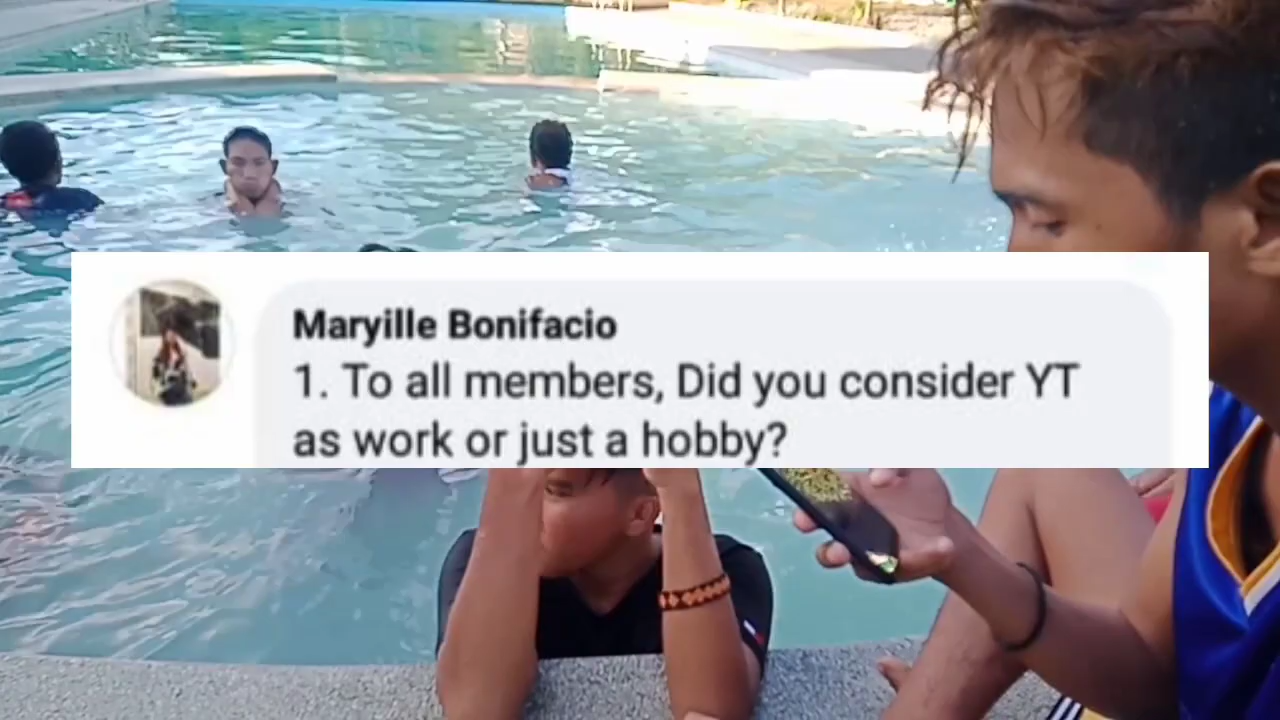 Maryille Bonifacio
1. To all members, Did you consider YT
as work or just a hobby?